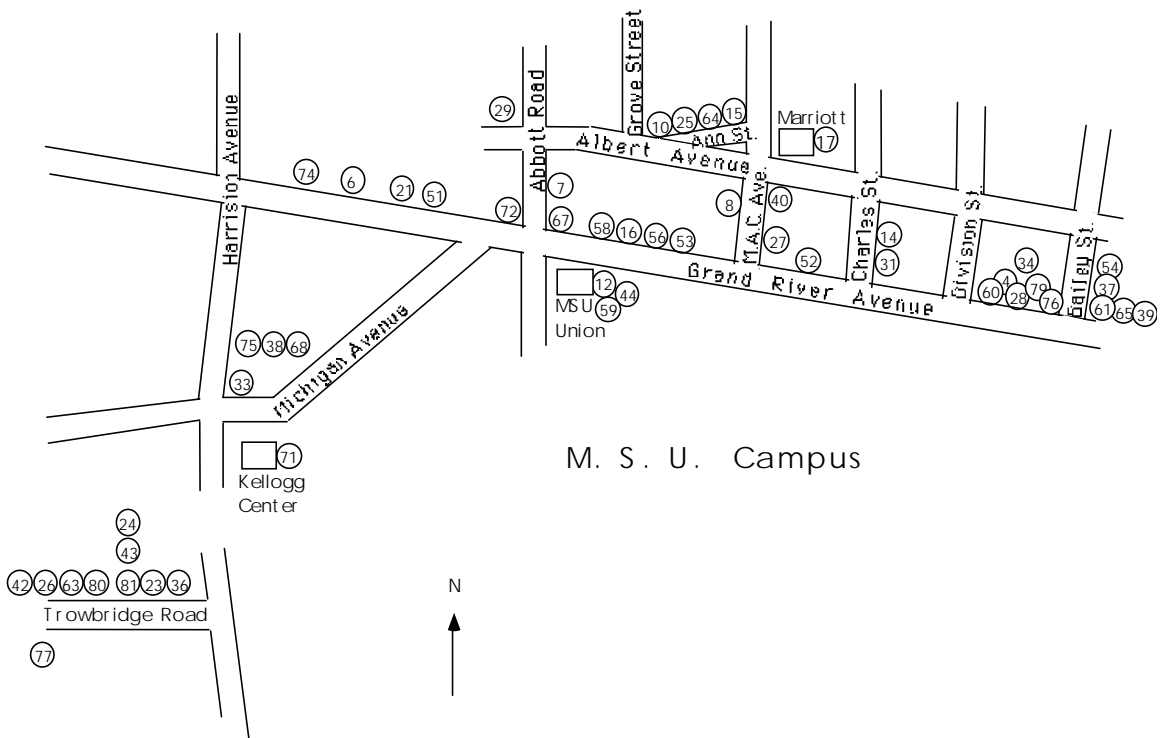 Harrision Avenue
Abbott Road
Grove Street
29
10 25 64 15
Ann St.
Marriott
17
Albert Avenue
74 6 21 51
72
7
67
58 16 56 53
8
M.A.C Ave.
40
27
52
Charles St.
14
31
Division St.
34
60 4 28 79 76
Bailey St.
54
37
61 65 39
Grand River Avenue
12
44
59
MSU
Union
Michigan Avenue
75 38 68
33
71
Kellogg
Center
M. S. U. Campus
24
43
42 26 63 80 81 23 36
Trowbridge Road
77
N